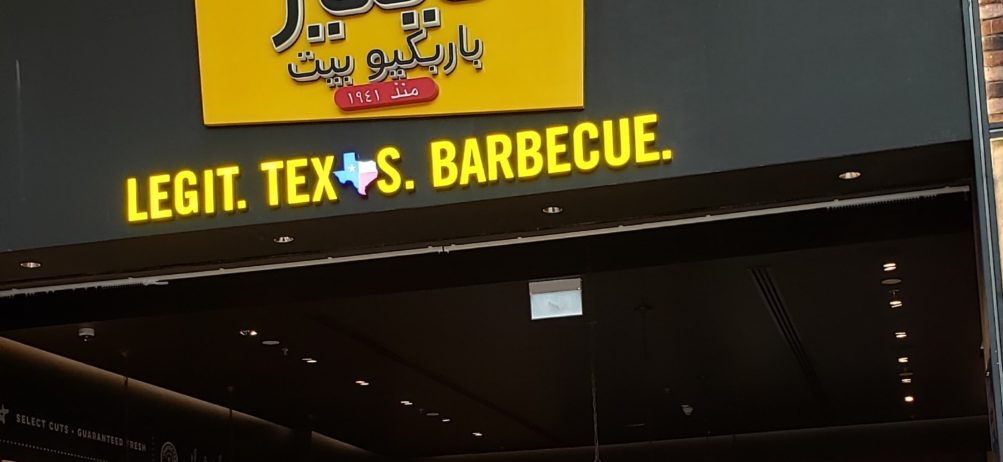 باربكيو بيت
منذ ١٩٤١
LEGIT. TEXAS. BARBECUE.
SELECT CUTS · GUARANTEED FRESH